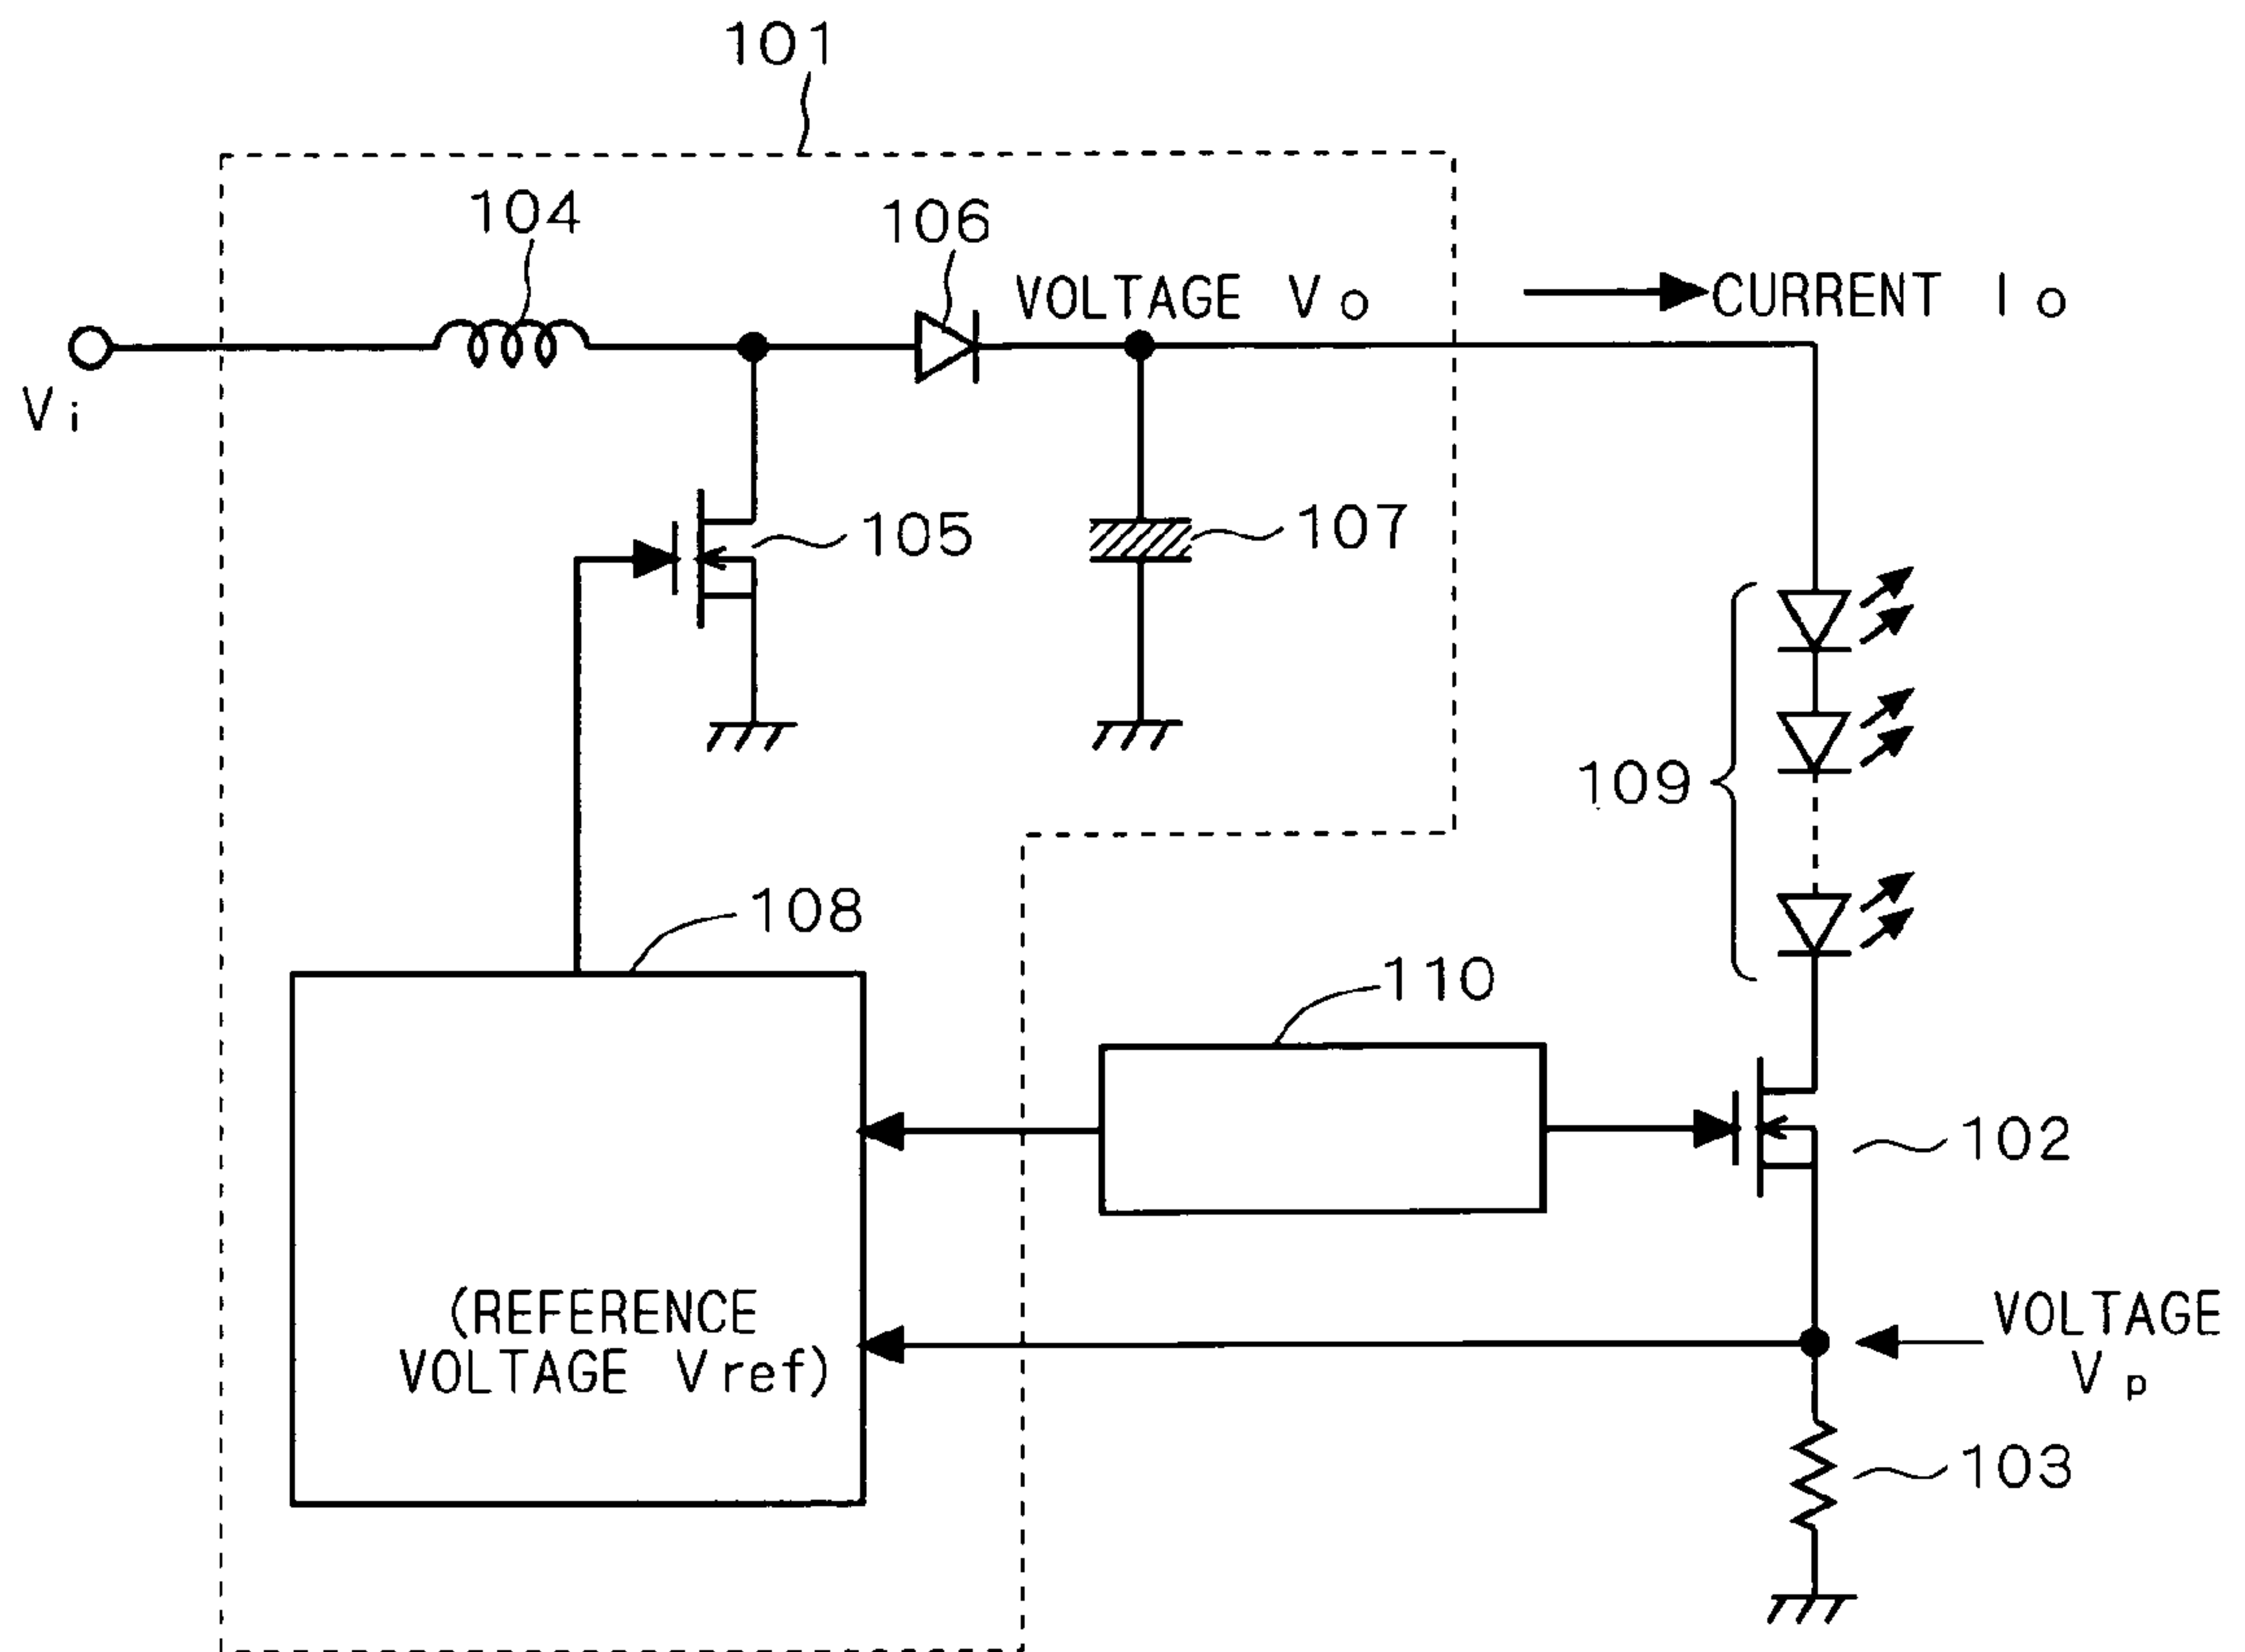 101
104
106
VOLTAGE Vo
CURRENT Io
Vi
105
107
109
108
110
102
(REFERENCE
VOLTAGE Vref)
VOLTAGE
Vp
103